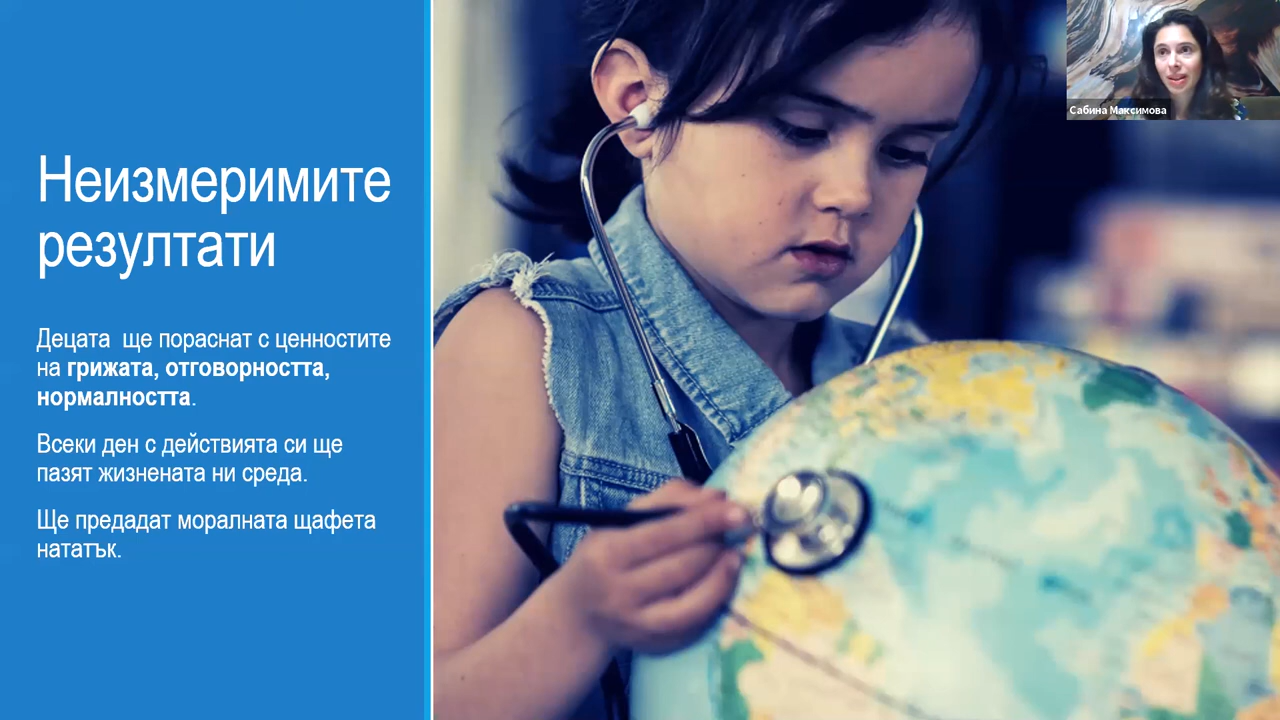 Неизмеримите
резултати
Децата ще пораснат с ценностите
на грижата, отговорността,
нормалността.
Всеки ден с действията си ще
пазят жизнената ни среда.
Ще предадат моралната щафета
нататък.
Сабина Максимова